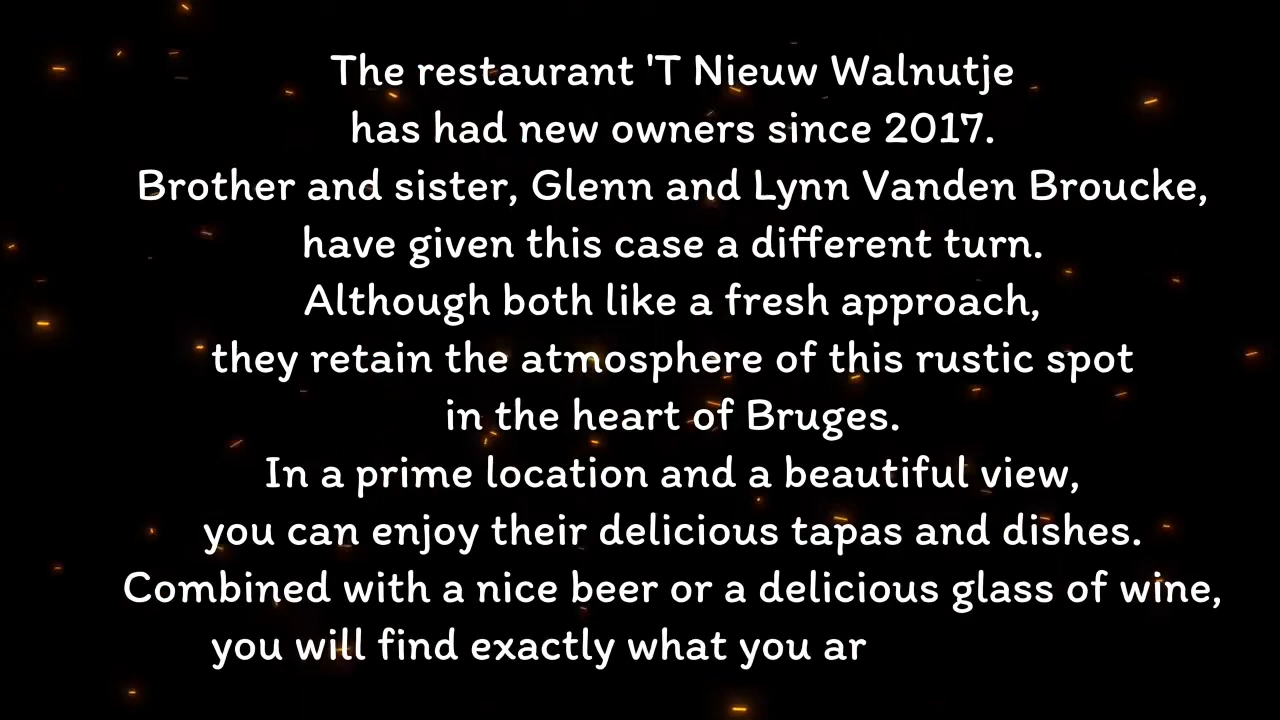 The restaurant 'T Nieuw Walnutje
has had new owners since 2017.
Brother and sister, Glenn and Lynn Vanden Broucke,
have given this case a different turn.
Although both like a fresh approach,
they retain the atmosphere of this rustic spot
in the heart of Bruges.
In a prime location and a beautiful view,
you can enjoy their delicious tapas and dishes.
Combined with a nice beer or a delicious glass of wine,
you will find exactly what you ar